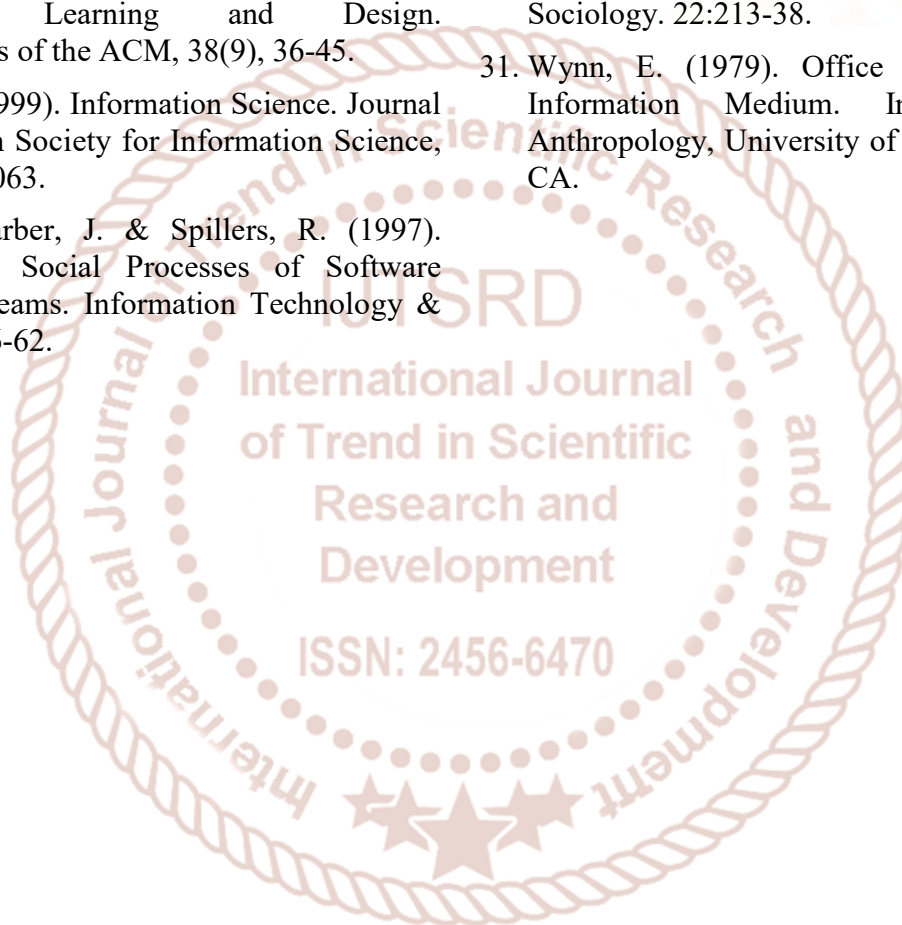 Learning and Design.
s of the ACM, 38(9), 36-45.
999). Information Science. Journal
n Society for Information Science,
063.
arber, J. & Spillers, R. (1997).
Social Processes of Software
eams. Information Technology &
-62.
Sociology. 22:213-38.
31. Wynn, E. (1979). Office
Information Medium. In
Anthropology, University of
CA.
International Journal of Trend in Scientific Research and Development
IJTSRD
International Journal
of Trend in Scientific
Research and
Development
ISSN: 2456-6470